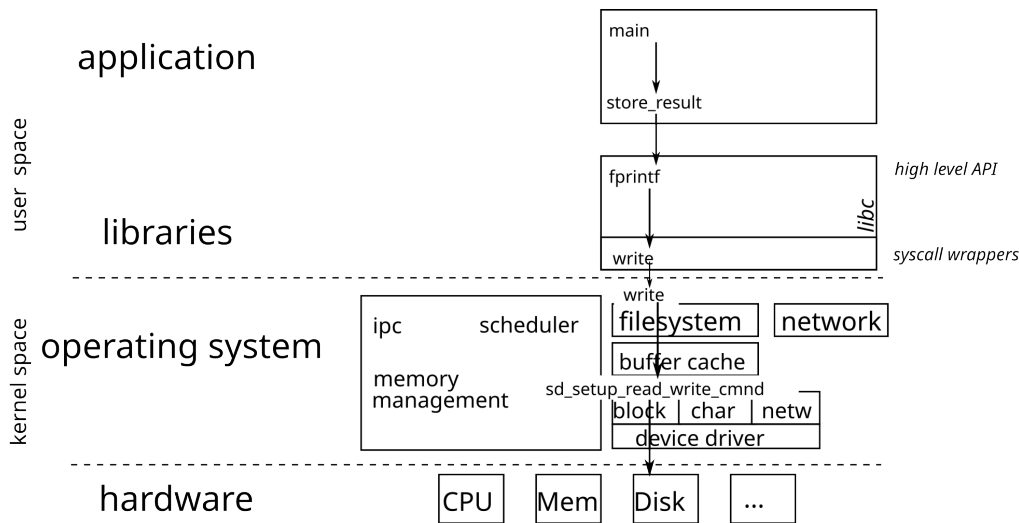 main
application
store_result
user space
fprintf
high level API
libc
libraries
write
syscall wrappers
write
ipc
scheduler
filesystem
network
kernel space
operating system
buffer cache
memory
management
sd_setup_read_write_cmnd
block
char
netw
device driver
hardware
CPU
Mem
Disk
...